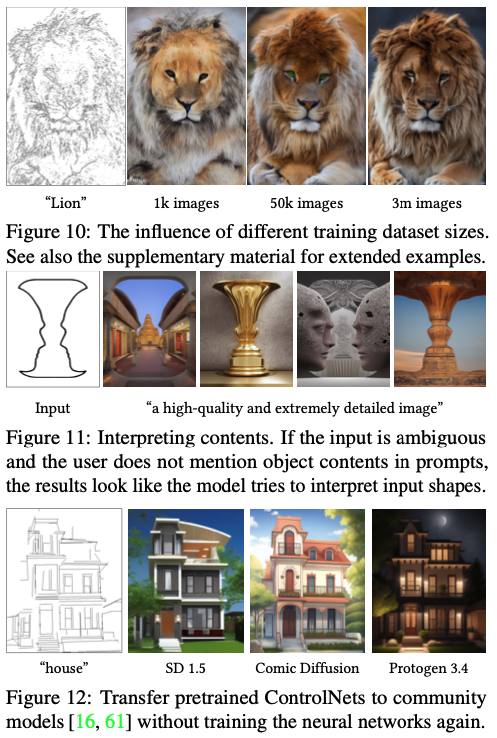 “Lion”
1k images
50k images
3m images
Figure 10: The influence of different training dataset sizes.
See also the supplementary material for extended examples.
Input
“a high-quality and extremely detailed image”
Figure 11: Interpreting contents. If the input is ambiguous
and the user does not mention object contents in prompts,
the results look like the model tries to interpret input shapes.
“house”
SD 1.5
Comic Diffusion
Protogen 3.4
Figure 12: Transfer pretrained ControlNets to community
models [16, 61] without training the neural networks again.